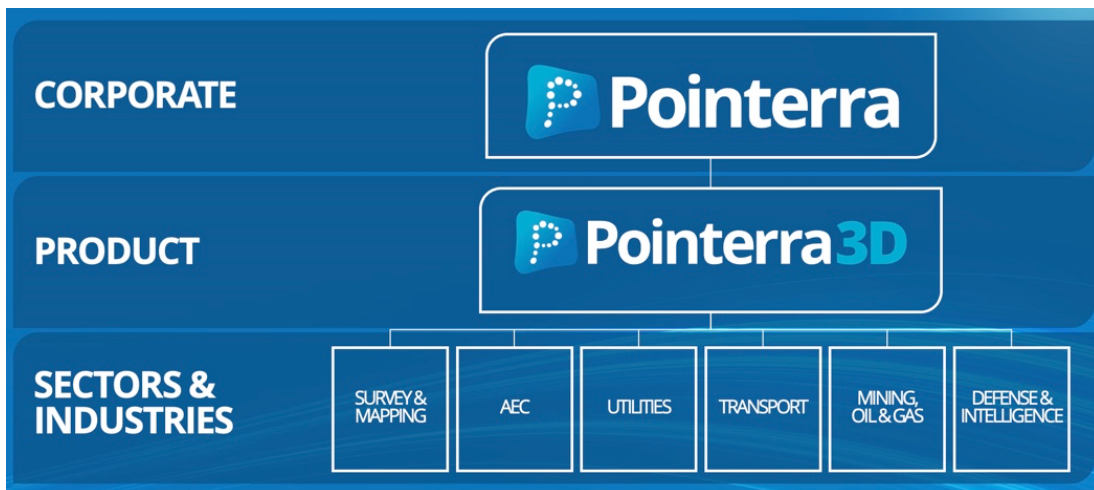 CORPORATE
Pointerra
PRODUCT
Pointerra3D
SECTORS &
INDUSTRIES
SURVEY &
MAPPING
AEC
UTILITIES
TRANSPORT
MINING,
OIL & GAS
DEFENSE &
INTELLIGENCE